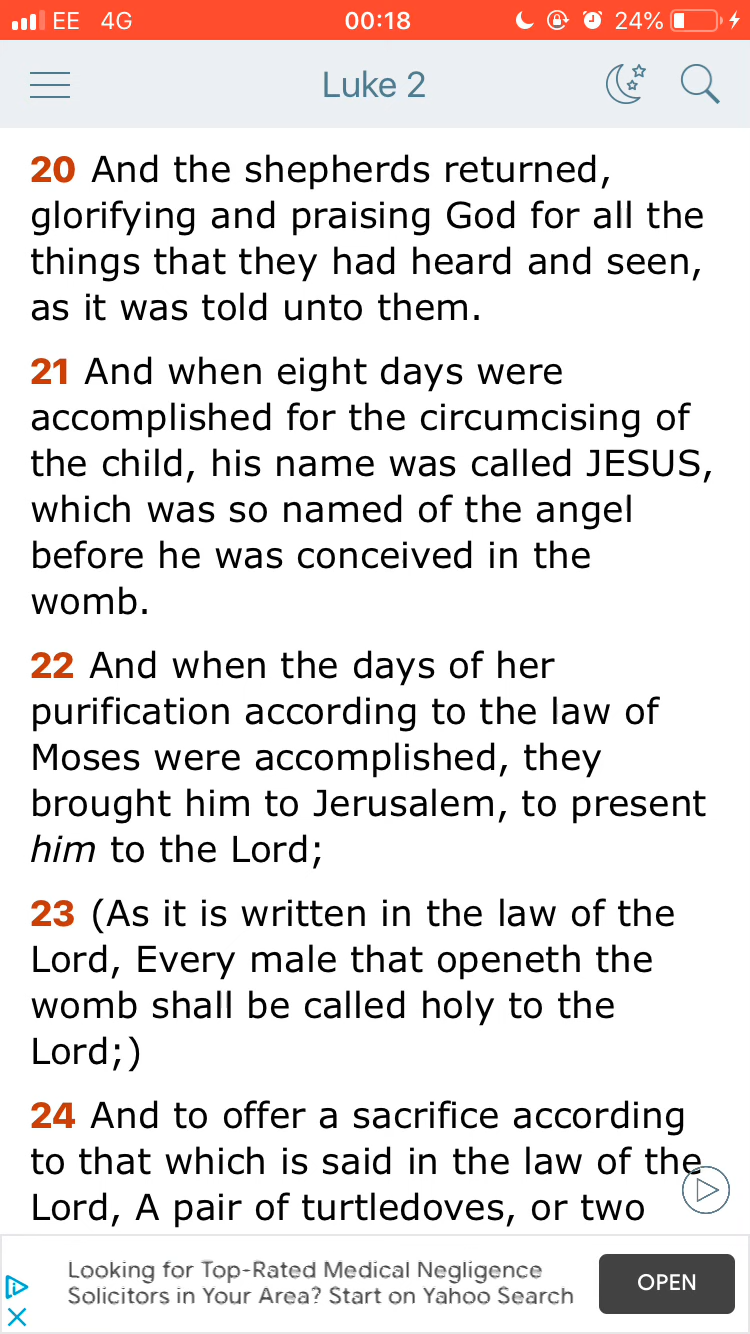 EE 4G 00:18 24%
Luke 2
20 And the shepherds returned,
glorifying and praising God for all the
things that they had heard and seen,
as it was told unto them.
21 And when eight days were
accomplished for the circumcising of
the child, his name was called JESUS,
which was so named of the angel
before he was conceived in the
womb.
22 And when the days of her
purification according to the law of
Moses were accomplished, they
brought him to Jerusalem, to present
him to the Lord;
23 (As it is written in the law of the
Lord, Every male that openeth the
womb shall be called holy to the
Lord;)
24 And to offer a sacrifice according
to that which is said in the law of the
Lord, A pair of turtledoves, or two
Looking for Top-Rated Medical Negligence
Solicitors in Your Area? Start on Yahoo Search
OPEN